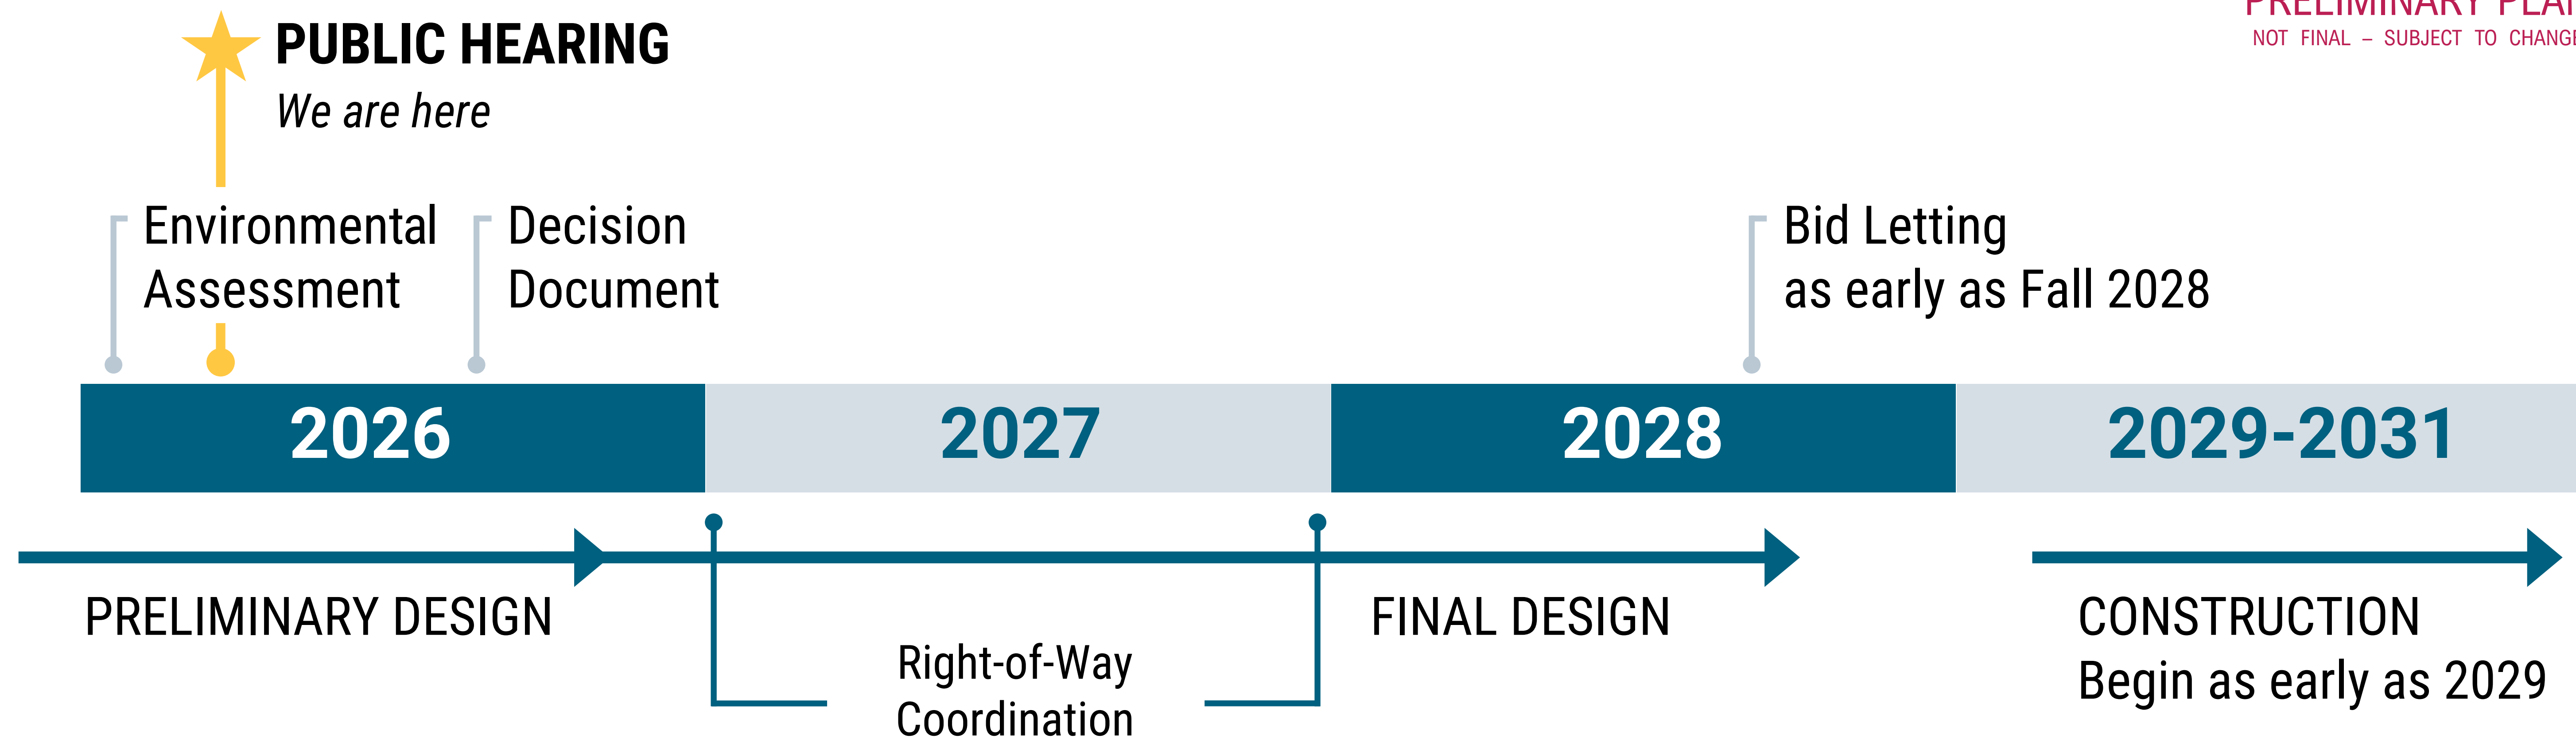 PUBLIC HEARING
We are here
PRELIMINARY
NOT FINAL – SUBJECT TO CHANGE
Environmental
Assessment
Decision
Document
Bid Letting
as early as Fall 2028
2026
2027
2028
2029-2031
PRELIMINARY DESIGN
Right-of-Way
Coordination
FINAL DESIGN
CONSTRUCTION
Begin as early as 2029